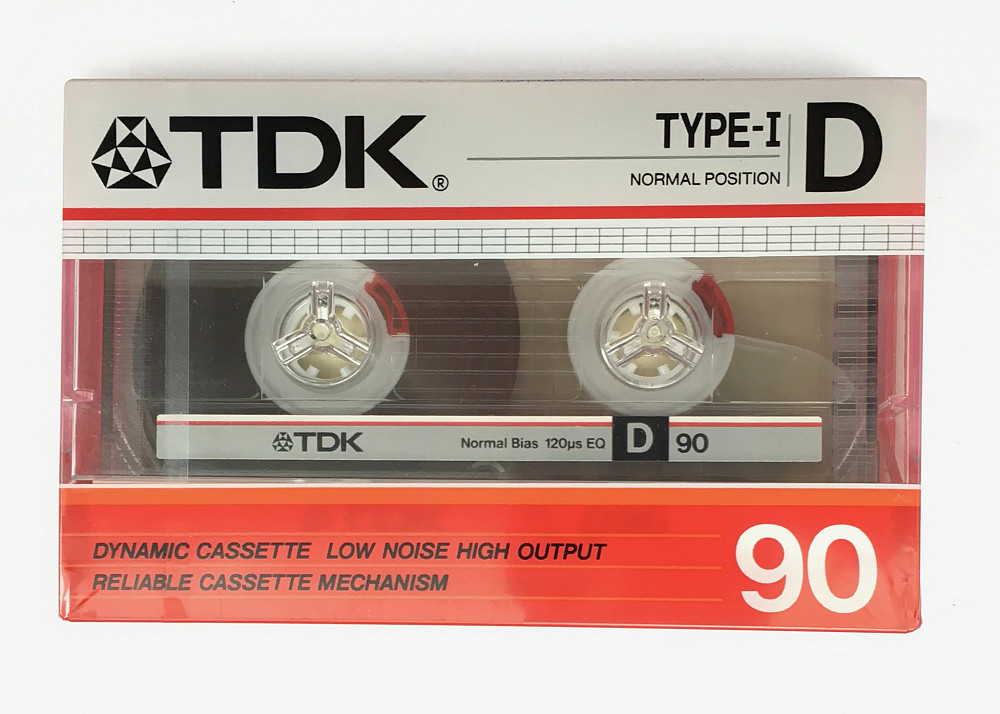 TDK®
TYPE-I
NORMAL POSITION
D
TDK
Normal Bias 120µs EQ
D
90
DYNAMIC CASSETTE LOW NOISE HIGH OUTPUT
RELIABLE CASSETTE MECHANISM
90